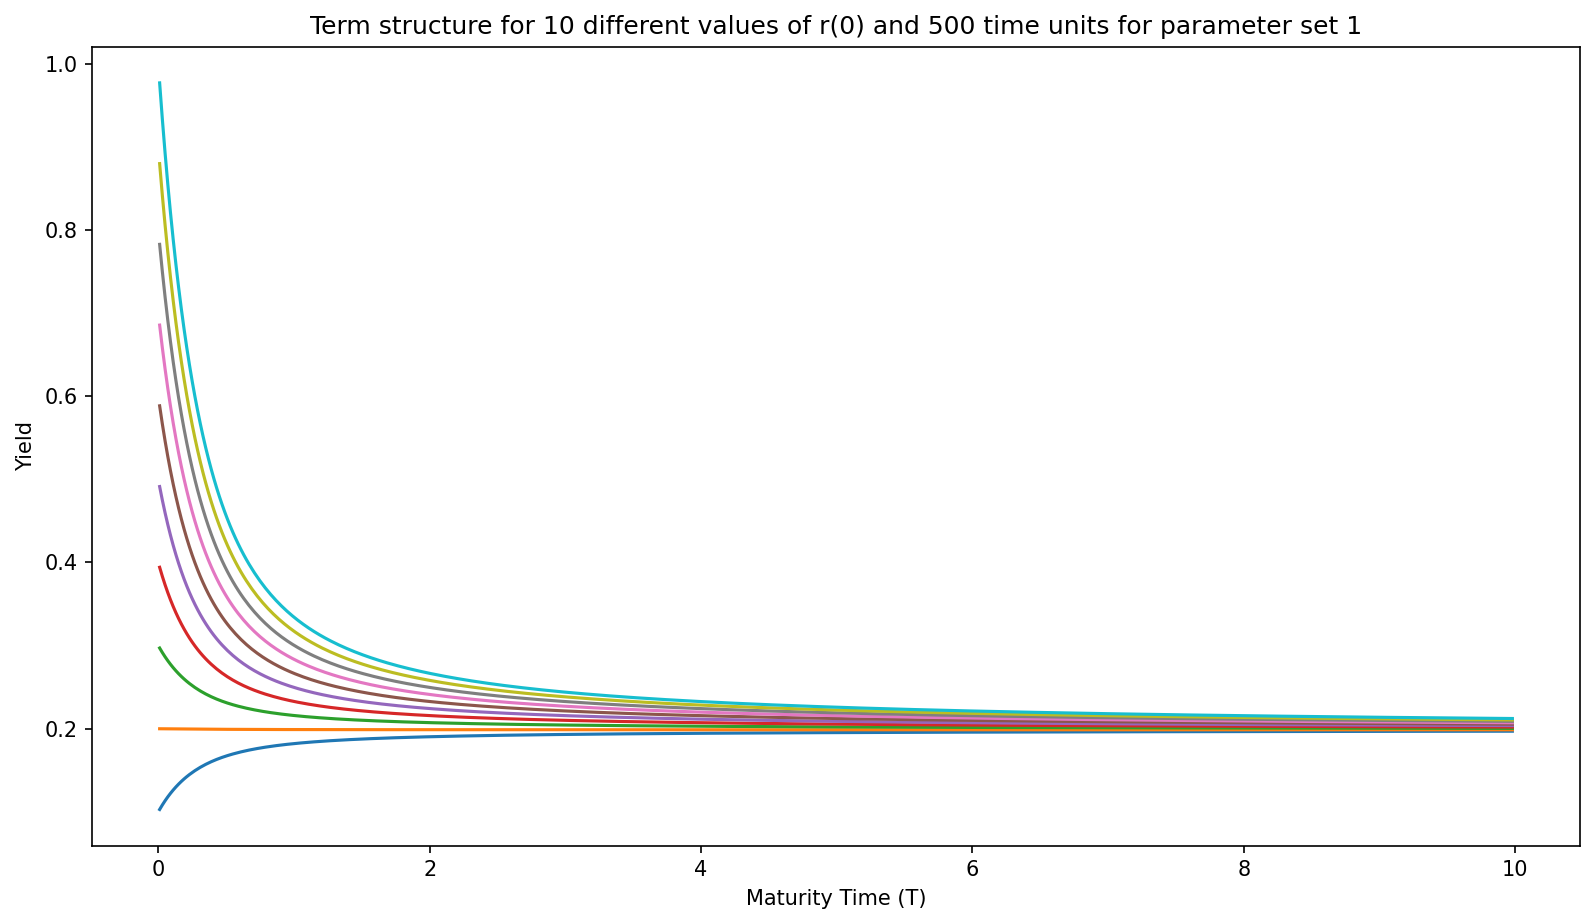 Term structure for 10 different values of r(0) and 500 time units for parameter set 1
1.0
0.8
0.6
0.4
0.2
Yield
0 2 4 6 8 10
Maturity Time (T)